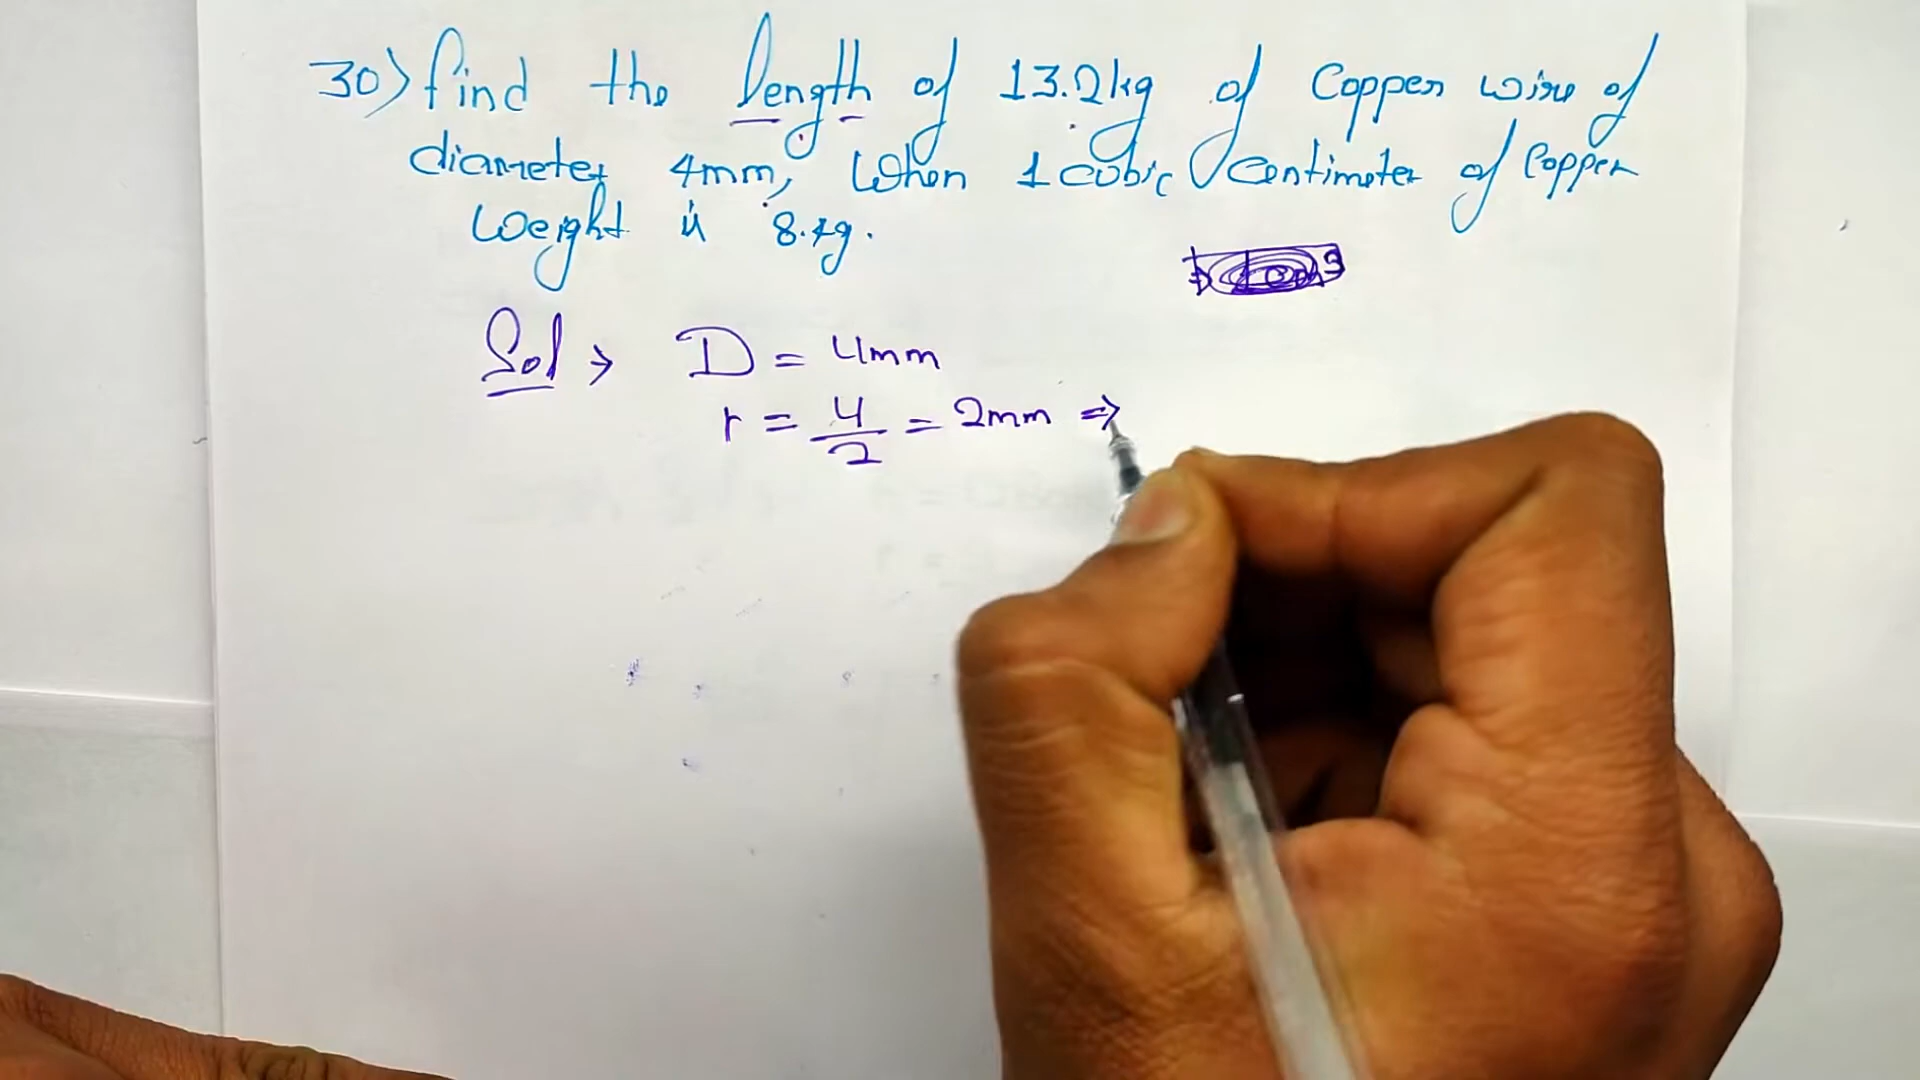 30) find the length of 13.2kg of Copper wire of
diameter 4mm, When 1 cubic Centimeter of Copper
Weight is 8.4g.
Sol → D = 4mm
r = 4/2 = 2mm ⇒